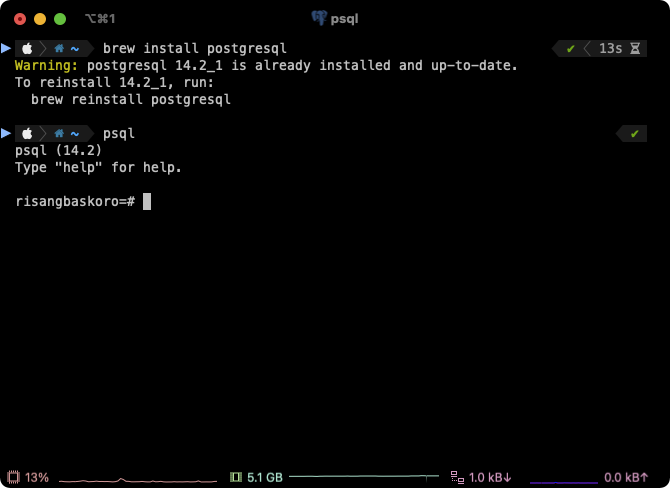 ⌥⌘1
psql
~ brew install postgresql ✔ 13s
Warning: postgresql 14.2_1 is already installed and up-to-date.
To reinstall 14.2_1, run:
  brew reinstall postgresql
~ psql ✔
psql (14.2)
Type "help" for help.
risangbaskoro=#
13% 5.1 GB 1.0 kB↓ 0.0 kB↑